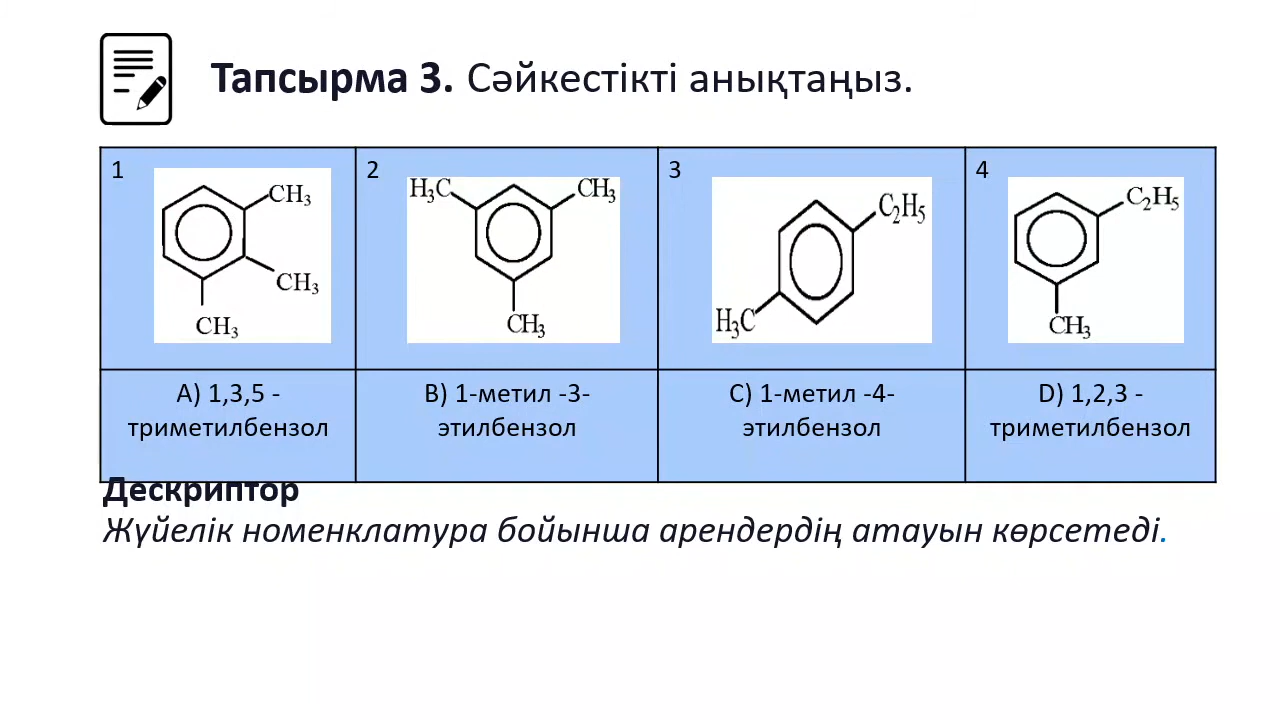 Тапсырма 3. Сәйкестікті анықтаңыз.
1
CH3
CH3
CH3
2
H3C
CH3
CH3
3
C2H5
H3C
4
C2H5
CH3
A) 1,3,5 -
триметилбензол
B) 1-метил -3-
этилбензол
C) 1-метил -4-
этилбензол
D) 1,2,3 -
триметилбензол
Дескриптор
Жүйелік номенклатура бойынша арендердің атауын көрсетеді.